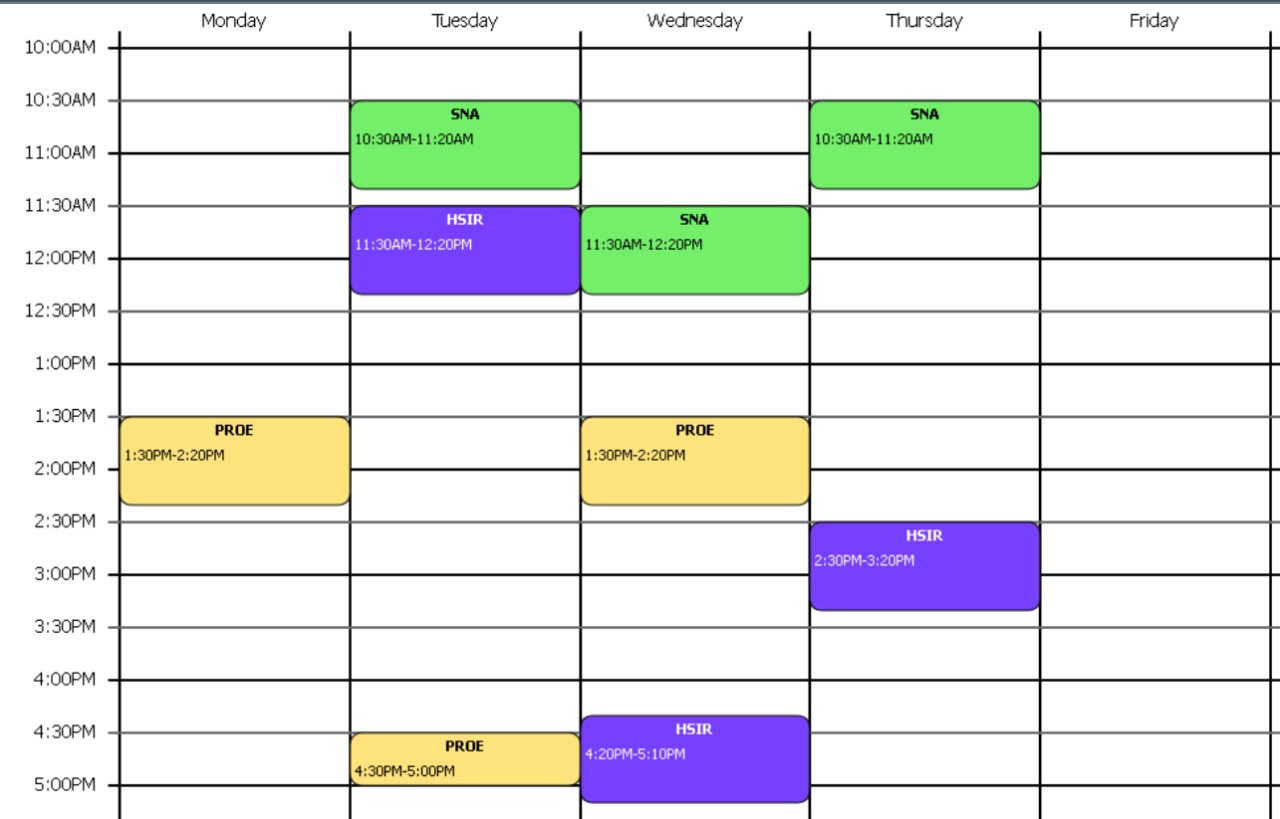 Monday Tuesday Wednesday Thursday Friday
10:00AM
10:30AM
SNA SNA
10:30AM-11:20AM 10:30AM-11:20AM
11:00AM
11:30AM
HSIR SNA
11:30AM-12:20PM 11:30AM-12:20PM
12:00PM
12:30PM
1:00PM
1:30PM
PROE PROE
1:30PM-2:20PM 1:30PM-2:20PM
2:00PM
2:30PM
HSIR
2:30PM-3:20PM
3:00PM
3:30PM
4:00PM
4:30PM
HSIR
PROE
4:20PM-5:10PM
4:30PM-5:00PM
5:00PM